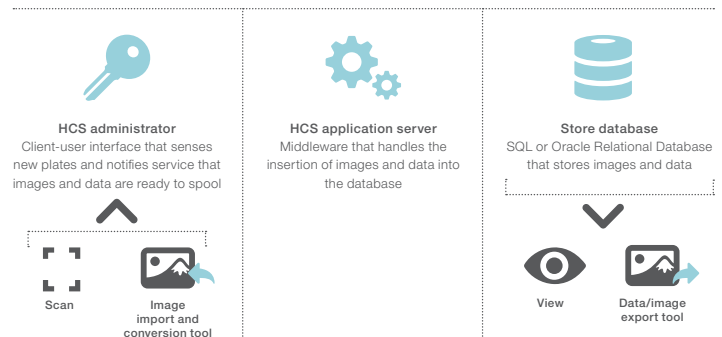 HCS administrator
Client-user interface that senses
new plates and notifies service that
images and data are ready to spool
Scan
Image
import and
conversion tool
HCS application server
Middleware that handles the
insertion of images and data into
the database
Store database
SQL or Oracle Relational Database
that stores images and data
View
Data/image
export tool